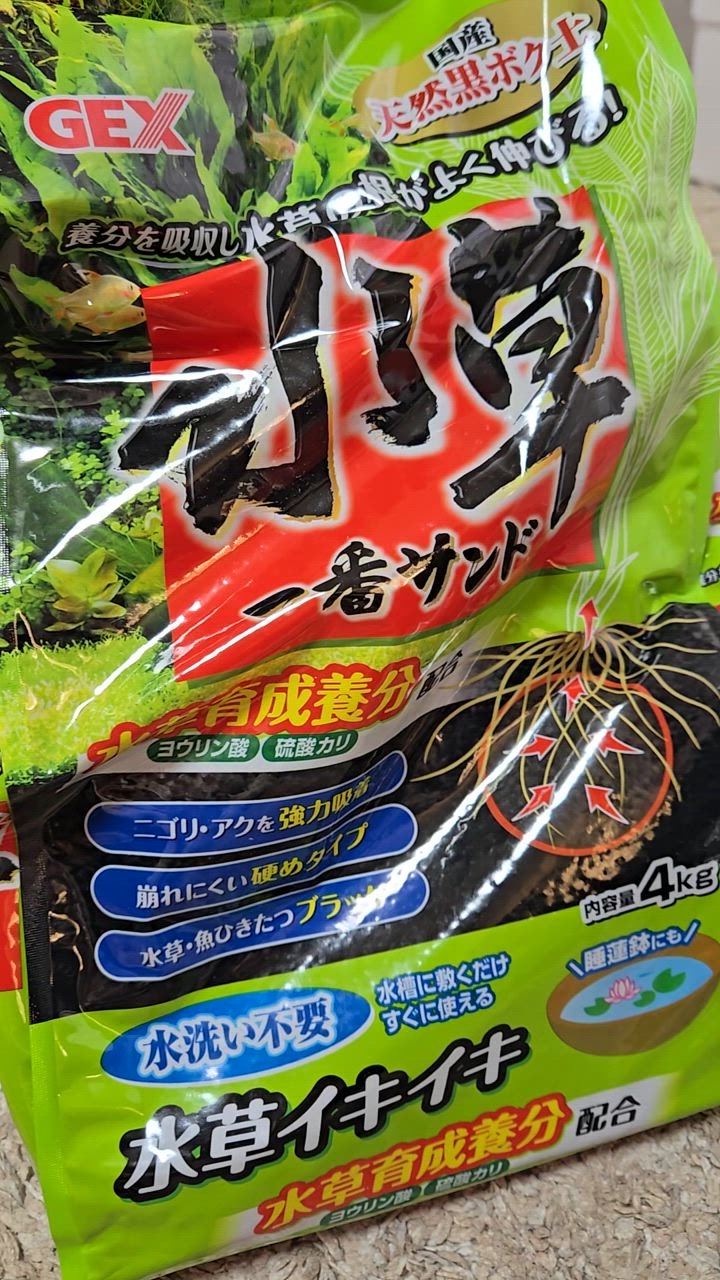 GEX
国産
天然黒ボク土
養分を吸収し水草の根がよく伸びる!
水草
一番サンド
水草育成養分配合
ヨウリン酸 硫酸カリ
ニゴリ・アクを強力吸着
崩れにくい硬めタイプ
水草・魚ひきたつブラック
内容量4kg
水洗い不要
水槽に敷くだけ
すぐに使える
睡蓮鉢にも
水草イキイキ
水草育成養分配合
ヨウリン酸 硫酸カリ